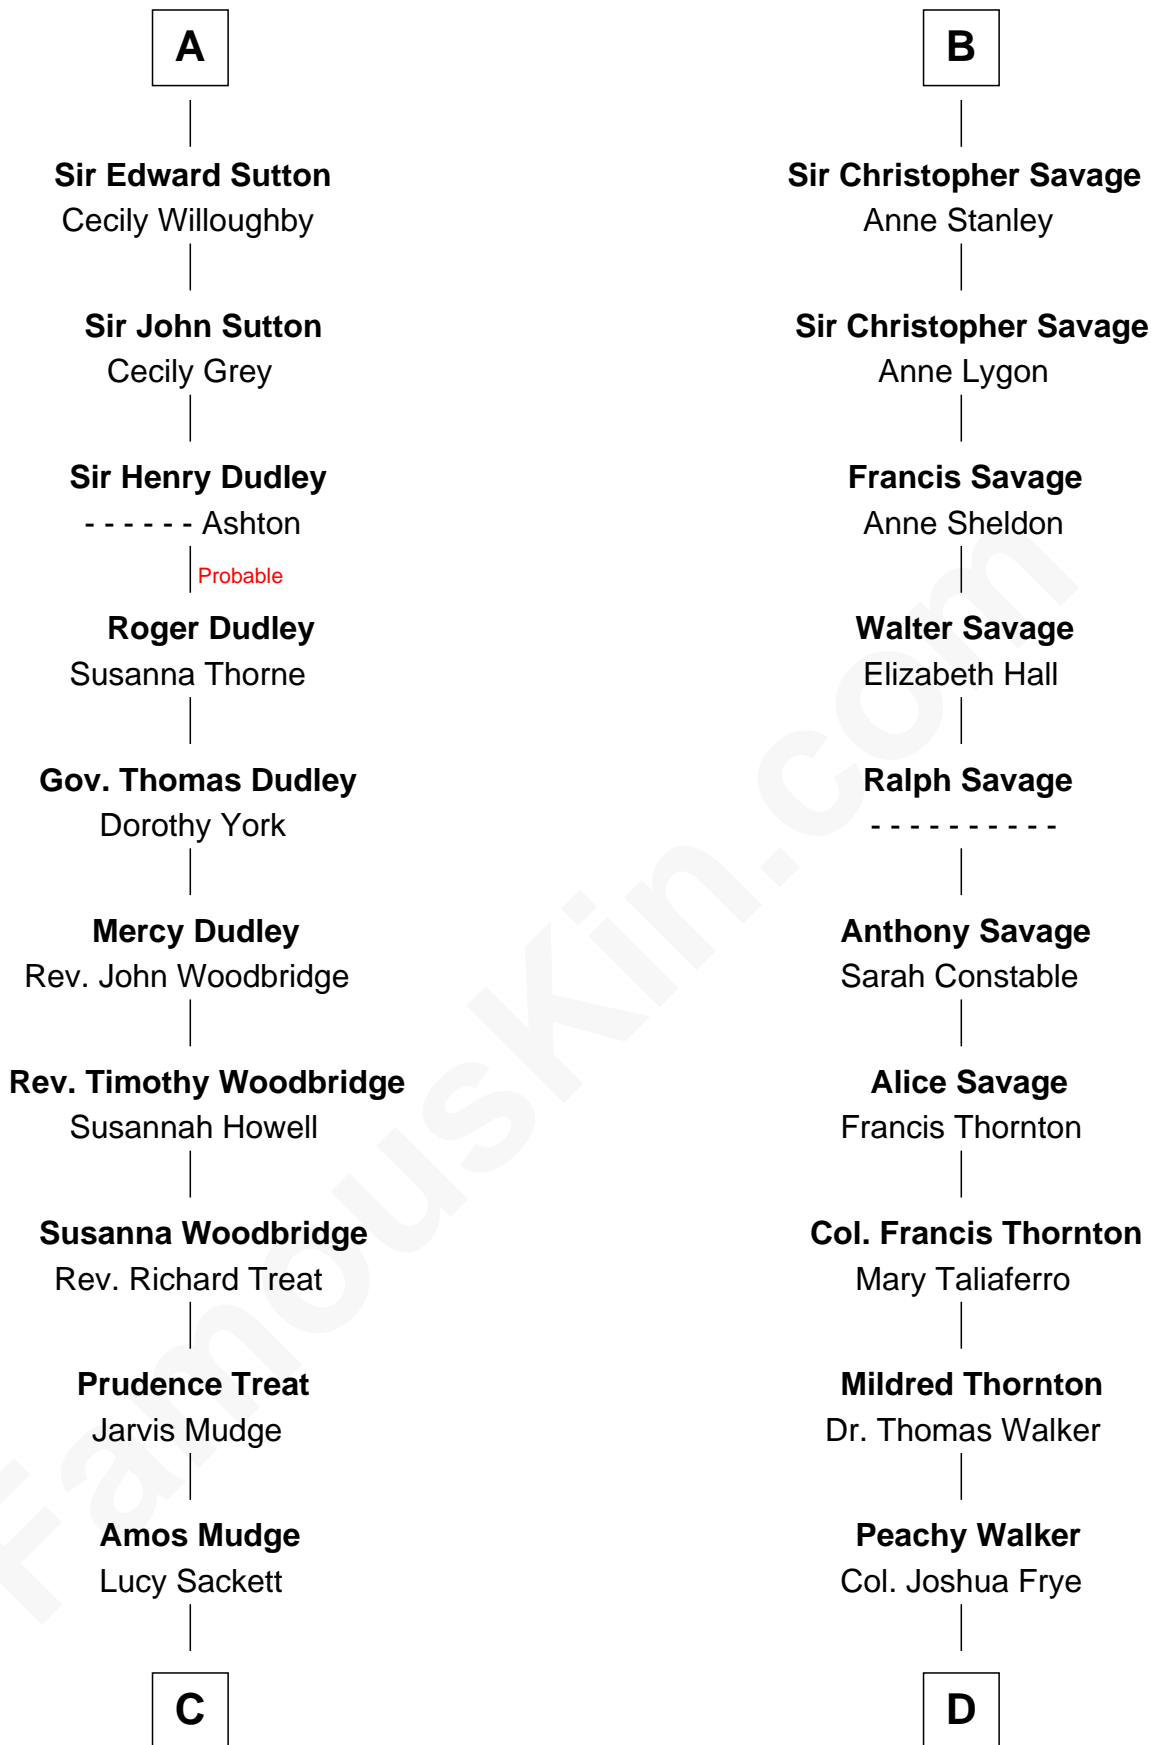 A
Sir Edward Sutton
Cecily Willoughby
Sir John Sutton
Cecily Grey
Sir Henry Dudley
- - - - - - Ashton
Probable
Roger Dudley
Susanna Thorne
Gov. Thomas Dudley
Dorothy York
Mercy Dudley
Rev. John Woodbridge
Rev. Timothy Woodbridge
Susannah Howell
Susanna Woodbridge
Rev. Richard Treat
Prudence Treat
Jarvis Mudge
Amos Mudge
Lucy Sackett
C
B
Sir Christopher Savage
Anne Stanley
Sir Christopher Savage
Anne Lygon
Francis Savage
Anne Sheldon
Walter Savage
Elizabeth Hall
Ralph Savage
- - - - - - - - - -
Anthony Savage
Sarah Constable
Alice Savage
Francis Thornton
Col. Francis Thornton
Mary Taliaferro
Mildred Thornton
Dr. Thomas Walker
Peachy Walker
Col. Joshua Frye
D
FamousKin.com